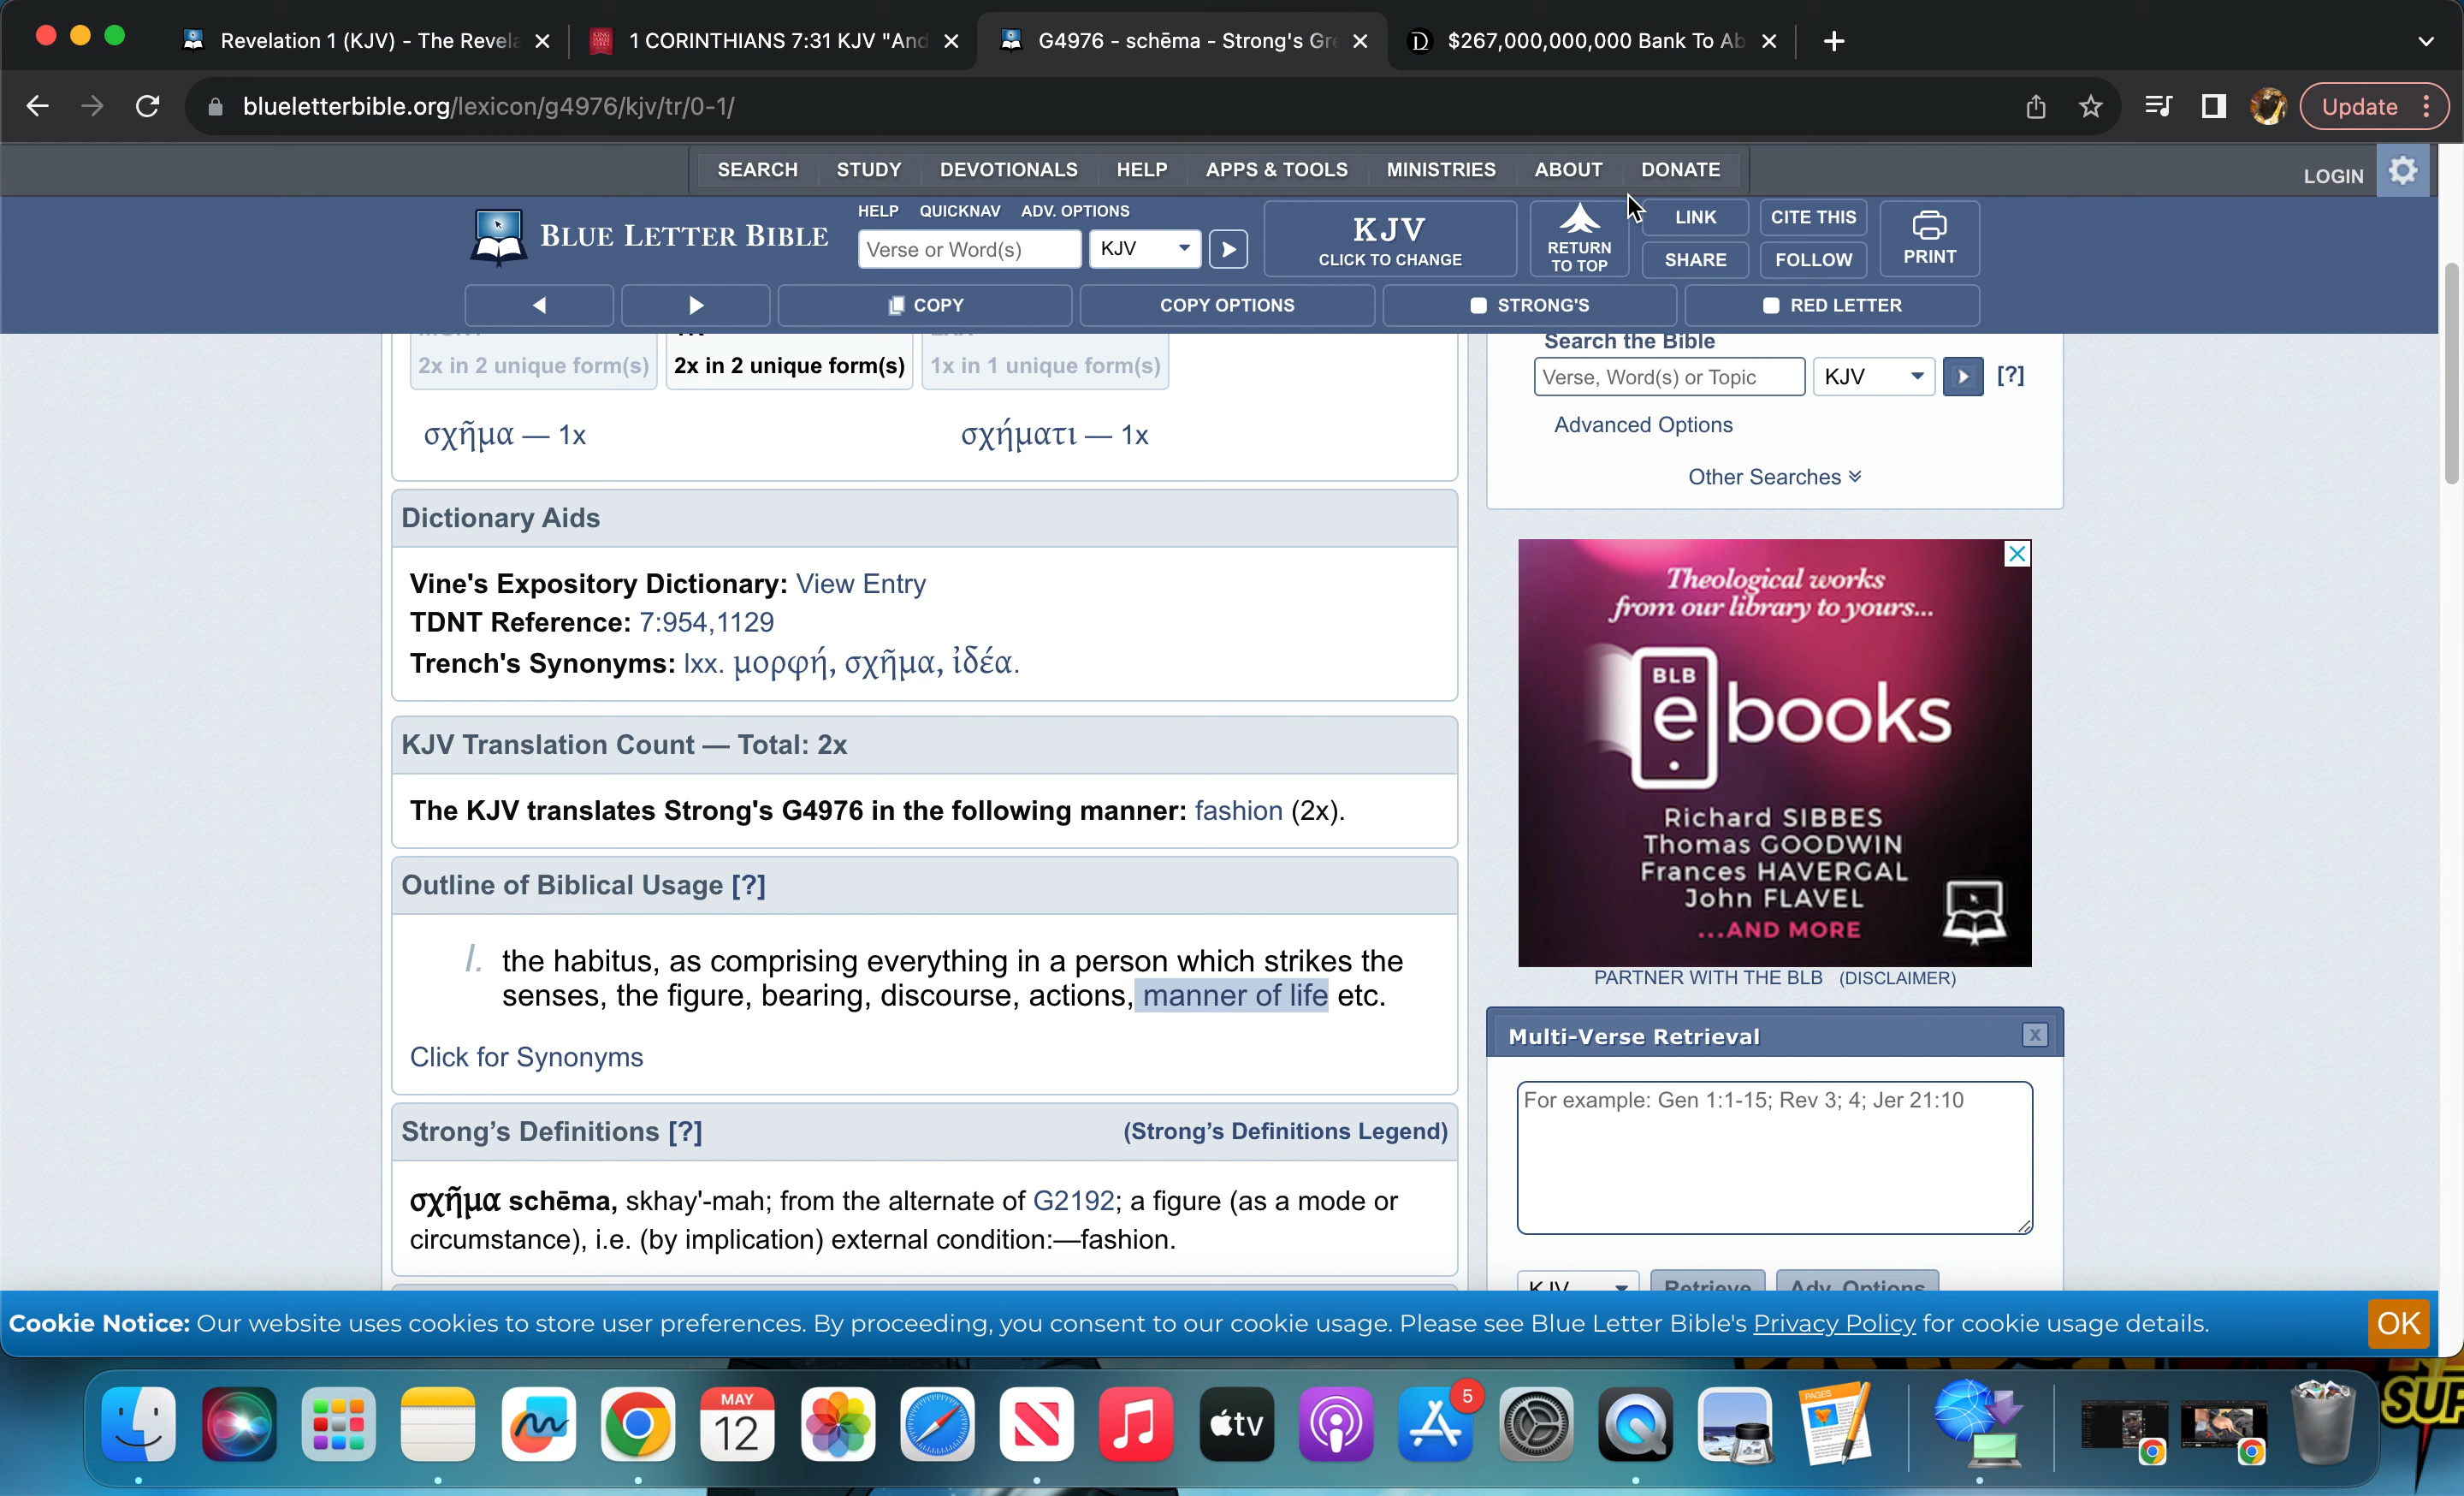 Revelation 1 (KJV) - The Revela
1 CORINTHIANS 7:31 KJV "And
G4976 - schēma - Strong's Gre
$267,000,000,000 Bank To Ab
blueletterbible.org/lexicon/g4976/kjv/tr/0-1/
Update
SEARCH STUDY DEVOTIONALS HELP APPS & TOOLS MINISTRIES ABOUT DONATE
LOGIN
BLUE LETTER BIBLE
HELP QUICKNAV ADV. OPTIONS
Verse or Word(s)
KJV
KJV
CLICK TO CHANGE
RETURN
TO TOP
LINK
CITE THIS
SHARE
FOLLOW
PRINT
COPY
COPY OPTIONS
STRONG'S
RED LETTER
2x in 2 unique form(s)
2x in 2 unique form(s)
1x in 1 unique form(s)
σχῆμα — 1x
σχήματι — 1x
Dictionary Aids
Vine's Expository Dictionary: View Entry
TDNT Reference: 7:954,1129
Trench's Synonyms: lxx. μορφή, σχῆμα, ἰδέα.
KJV Translation Count — Total: 2x
The KJV translates Strong's G4976 in the following manner: fashion (2x).
Outline of Biblical Usage [?]
I. the habitus, as comprising everything in a person which strikes the
senses, the figure, bearing, discourse, actions, manner of life etc.
Click for Synonyms
Strong's Definitions [?]
(Strong's Definitions Legend)
σχῆμα schēma, skhay'-mah; from the alternate of G2192; a figure (as a mode or
circumstance), i.e. (by implication) external condition:—fashion.
Search the Bible
Verse, Word(s) or Topic
KJV
[?]
Advanced Options
Other Searches
Theological works
from our library to yours...
BLB
ebooks
Richard SIBBES
Thomas GOODWIN
Frances HAVERGAL
John FLAVEL
...AND MORE
PARTNER WITH THE BLB (DISCLAIMER)
Multi-Verse Retrieval
x
For example: Gen 1:1-15; Rev 3; 4; Jer 21:10
KJV
Retrieve
Adv. Options
Cookie Notice: Our website uses cookies to store user preferences. By proceeding, you consent to our cookie usage. Please see Blue Letter Bible's Privacy Policy for cookie usage details.
OK
MAY
12
tv
5
PAGES